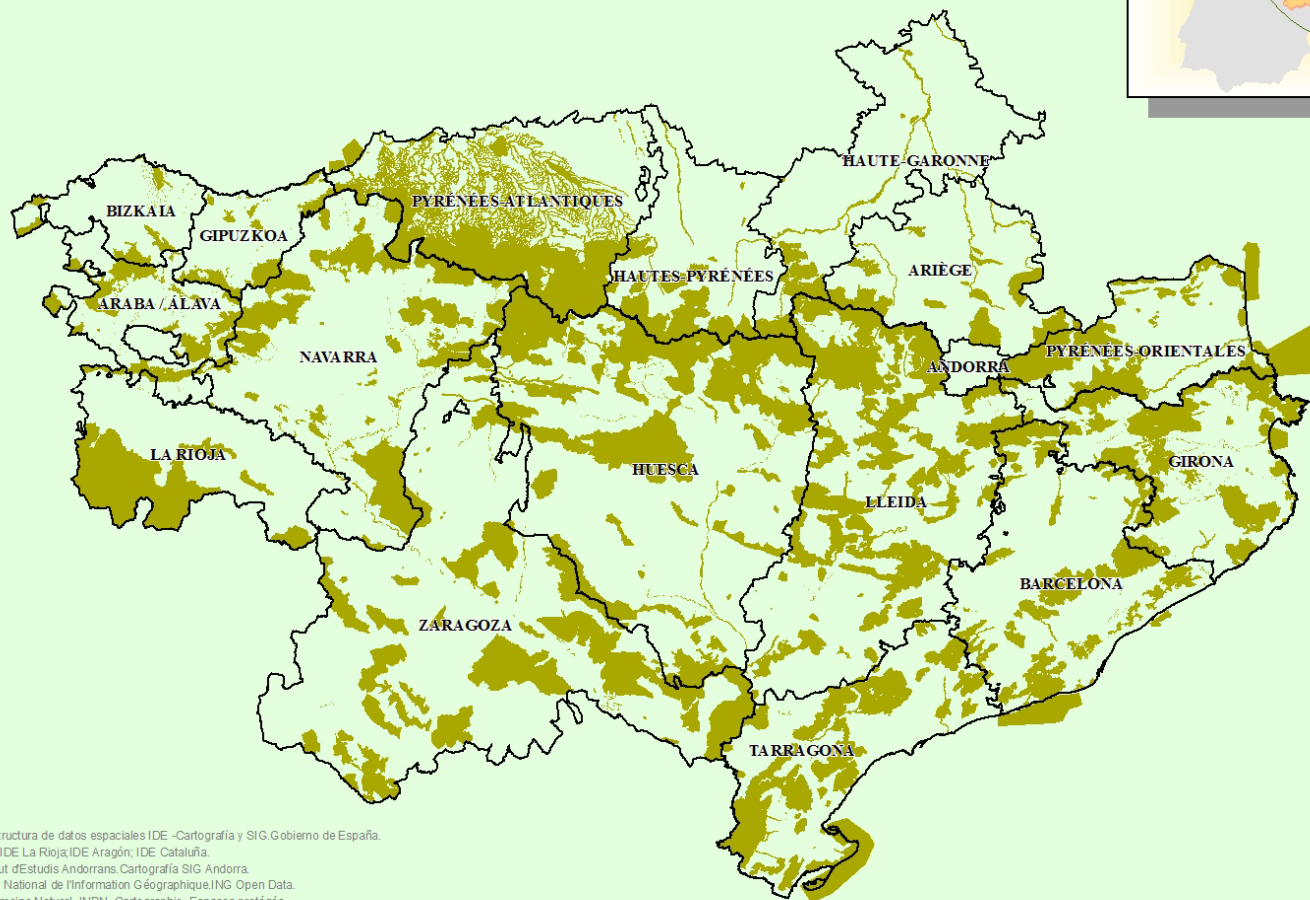 HAUTE-GARONNE
PYRÉNÉES-ATLANTIQUES
BIZKAIA
GIPUZKOA
HAUTES-PYRÉNÉES
ARIÈGE
ARABA / ÁLAVA
NAVARRA
ANDORRA
PYRÉNÉES-ORIENTALES
LA RIOJA
HUESCA
GIRONA
LLEIDA
BARCELONA
ZARAGOZA
TARRAGONA
tructura de datos espaciales IDE -Cartografía y SIG.Gobierno de España.
IDE La Rioja;IDE Aragón; IDE Cataluña.
ut d'Estudis Andorrans.Cartografía SIG Andorra.
National de l'Information Géographique.ING Open Data.